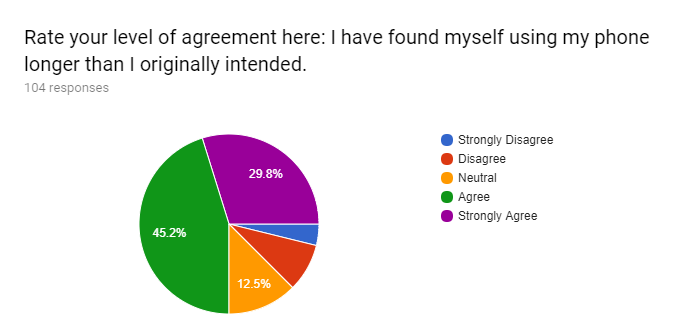 Rate your level of agreement here: I have found myself using my phone
longer than I originally intended.
104 responses
29.8%
45.2%
12.5%
Strongly Disagree
Disagree
Neutral
Agree
Strongly Agree